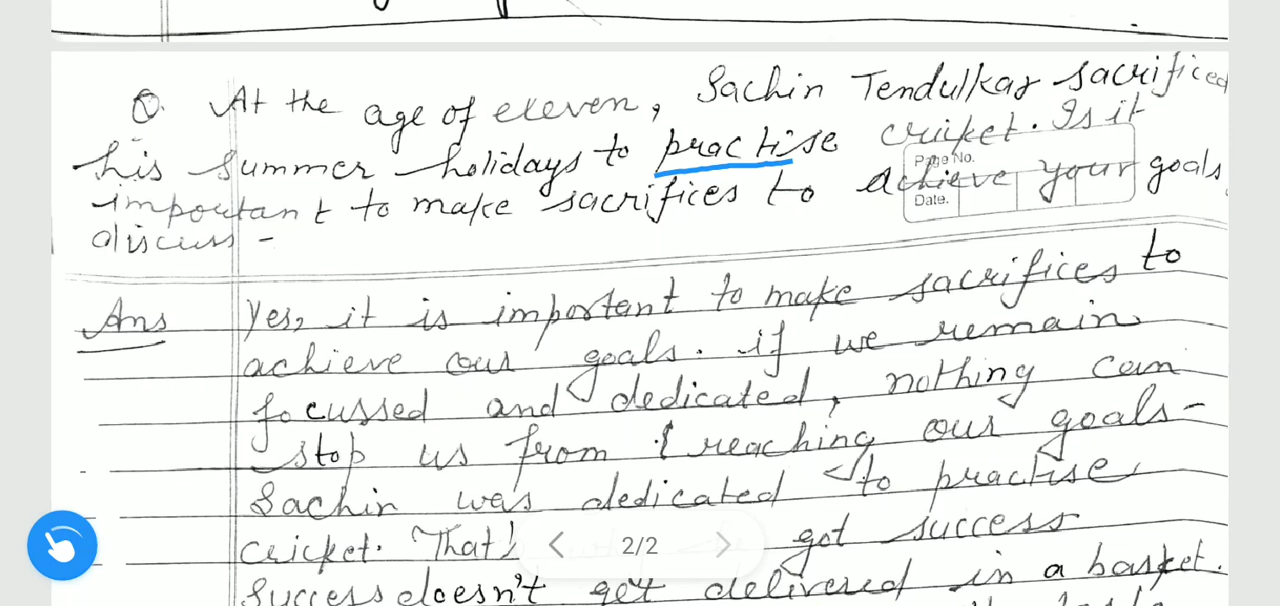 Q. At the age of eleven, Sachin Tendulkar sacrificed
his summer holidays to practise cricket. Is it
Page No.
important to make sacrifices to achieve your goals
Date.
discuss -
Ans Yes, it is important to make sacrifices to
achieve our goals. if we remain
focussed and dedicated, nothing can
stop us from reaching our goals -
Sachin was dedicated to practise
cricket. That's got success
2/2
Success doesn't get delivered in a basket.